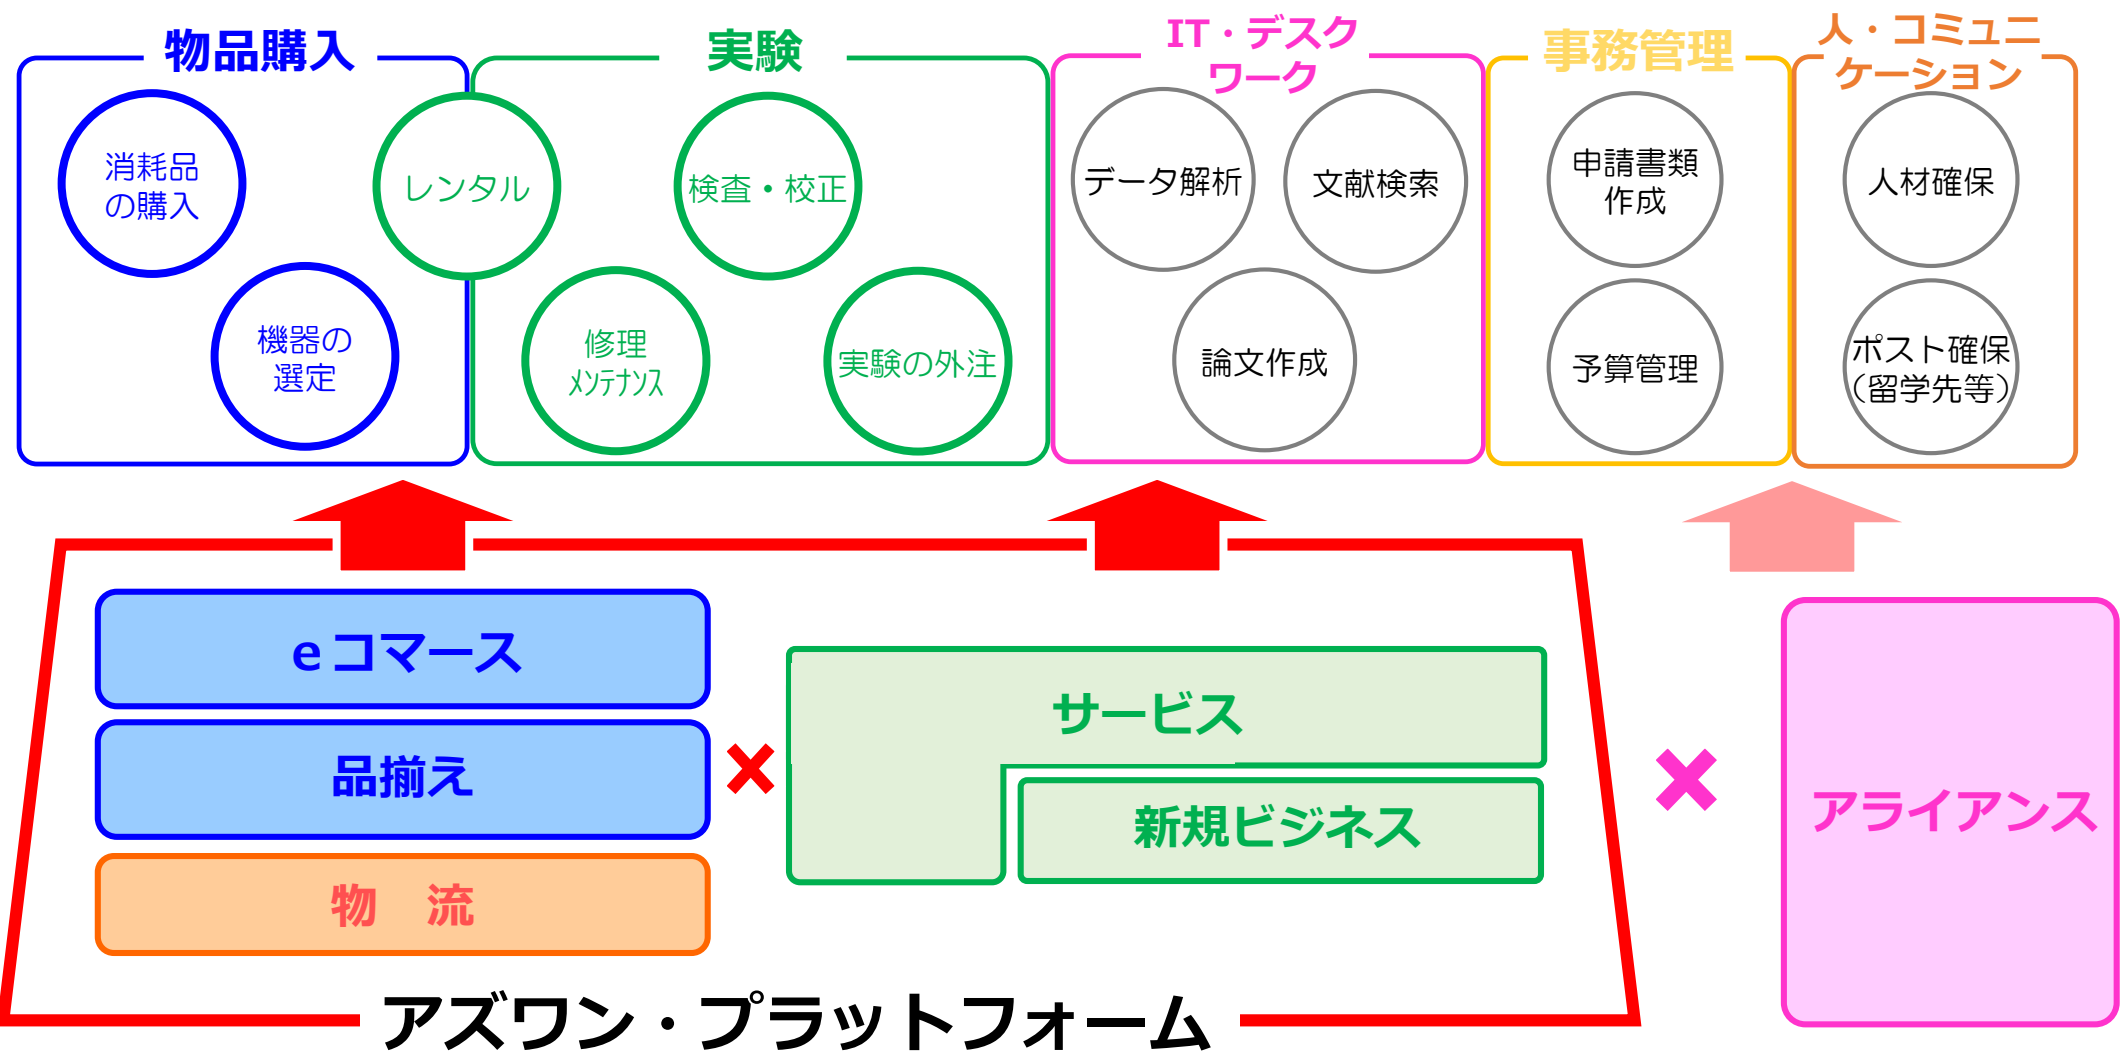 物品購入
消耗品
の購入
機器の
選定
実験
レンタル
検査・校正
修理
ﾒﾝﾃﾅﾝｽ
実験の外注
IT・デスク
ワーク
データ解析
文献検索
論文作成
事務管理
申請書類
作成
予算管理
人・コミュニ
ケーション
人材確保
ポスト確保
（留学先等）
eコマース
品揃え
物　流
サービス
新規ビジネス
アライアンス
アズワン・プラットフォーム